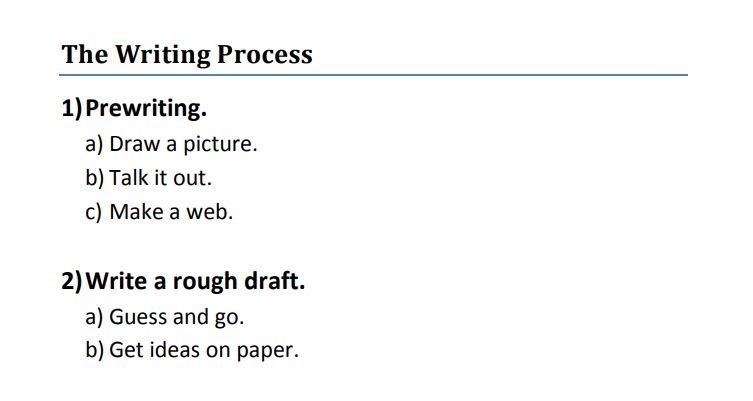 The Writing Process
1) Prewriting.
a) Draw a picture.
b) Talk it out.
c) Make a web.
2) Write a rough draft.
a) Guess and go.
b) Get ideas on paper.